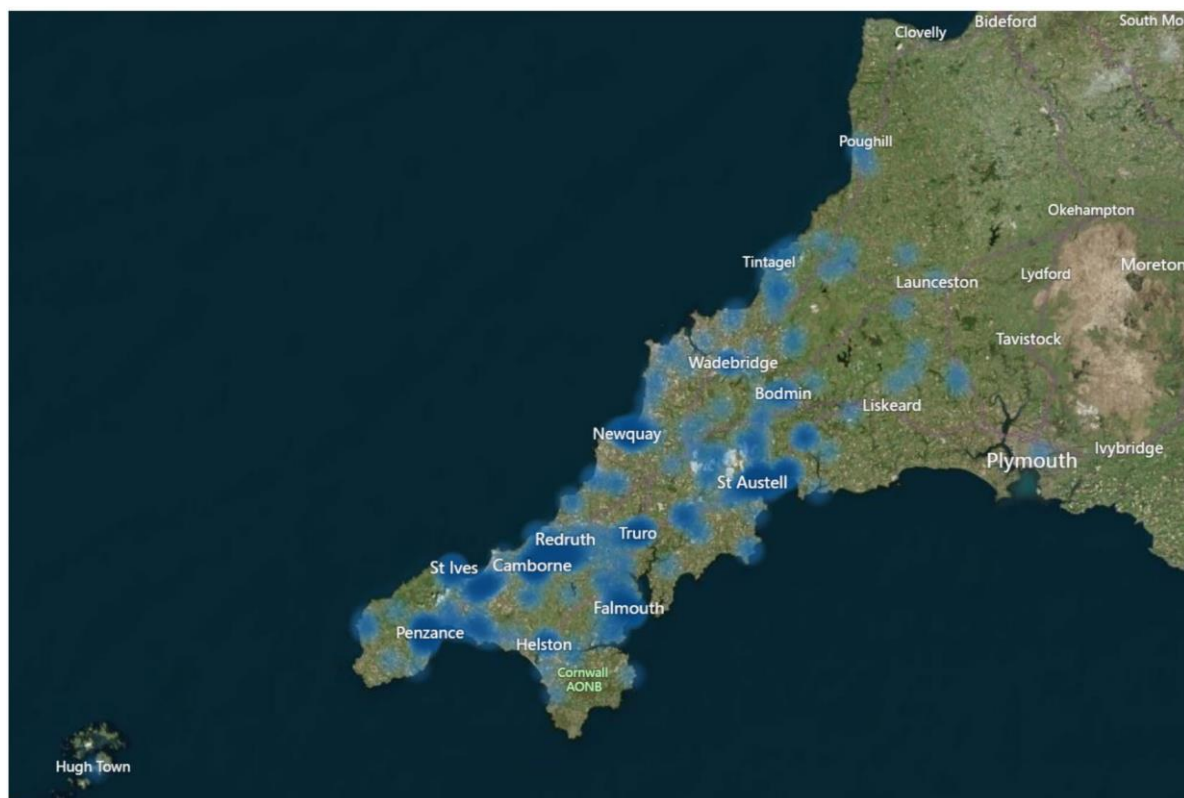 Bideford
South Mo
Clovelly
Poughill
Okehampton
Tintagel
Launceston
Lydford
Moreton
Tavistock
Wadebridge
Bodmin
Liskeard
Newquay
Ivybridge
Plymouth
St Austell
Truro
Redruth
Camborne
St Ives
Falmouth
Penzance
Helston
Cornwall
AONB
Hugh Town